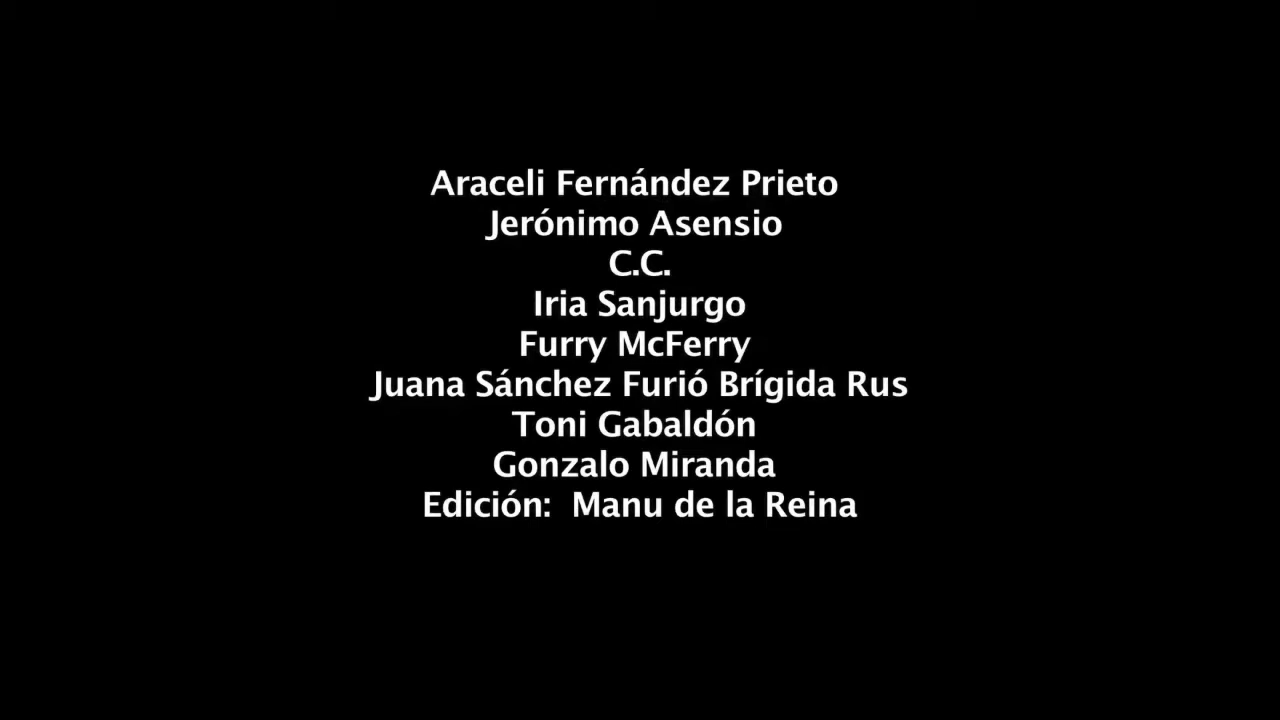 Araceli Fernández Prieto
Jerónimo Asensio
C.C.
Iria Sanjurgo
Furry McFerry
Juana Sánchez Furió Brígida Rus
Toni Gabaldón
Gonzalo Miranda
Edición:  Manu de la Reina